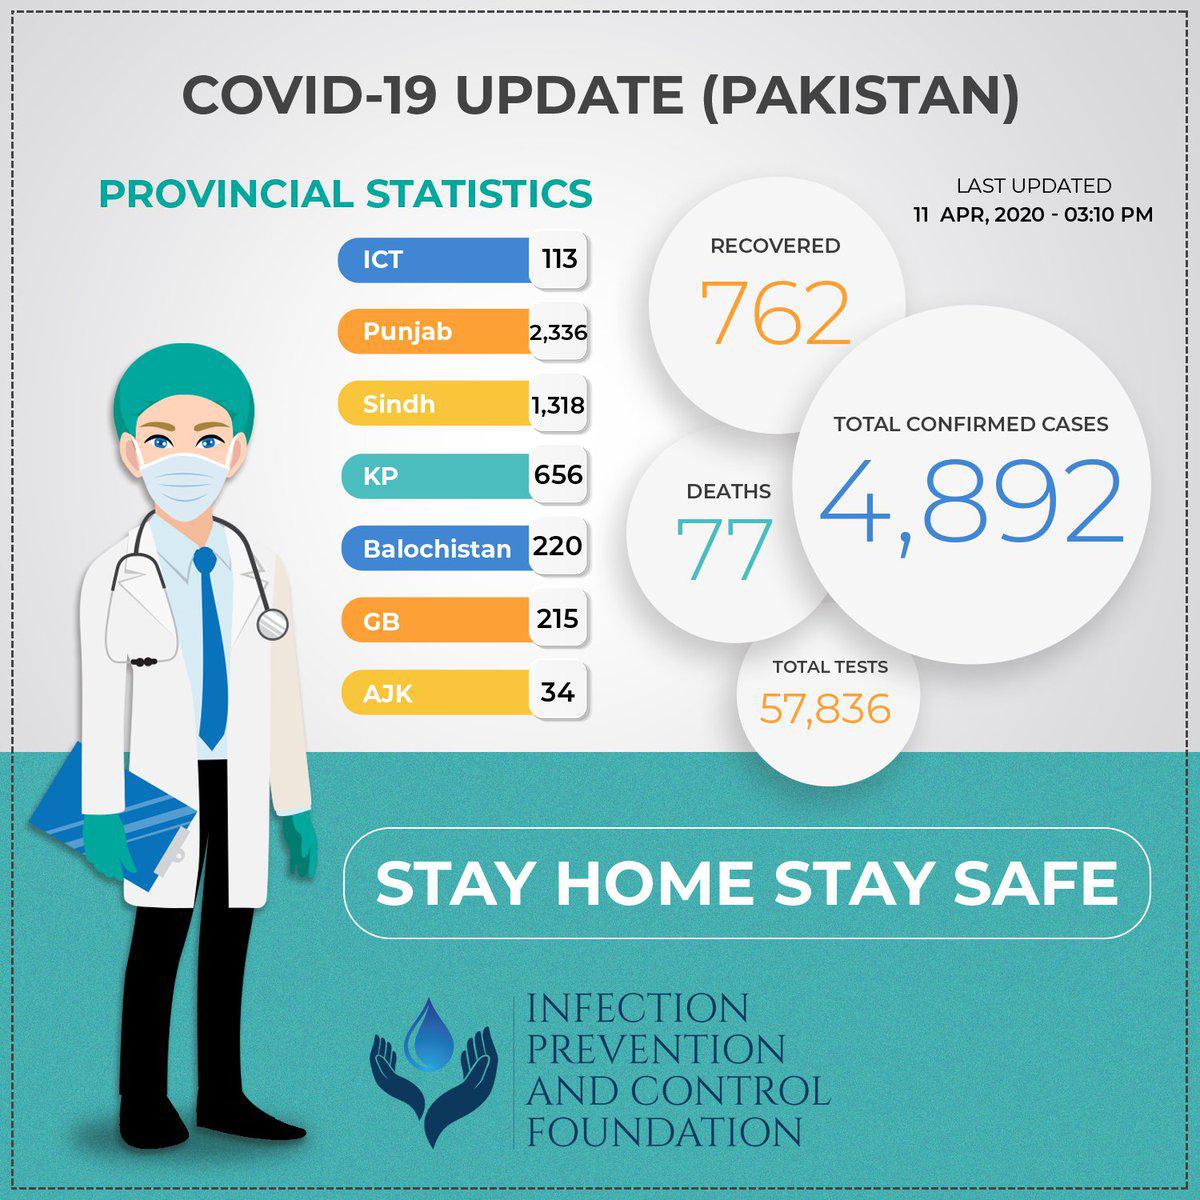 COVID-19 UPDATE (PAKISTAN)
PROVINCIAL STATISTICS
ICT 113
Punjab 2,336
Sindh 1,318
KP 656
Balochistan 220
GB 215
AJK 34
LAST UPDATED
11 APR, 2020 - 03:10 PM
RECOVERED
762
TOTAL CONFIRMED CASES
4,892
DEATHS
77
TOTAL TESTS
57,836
STAY HOME STAY SAFE
INFECTION
PREVENTION
AND CONTROL
FOUNDATION